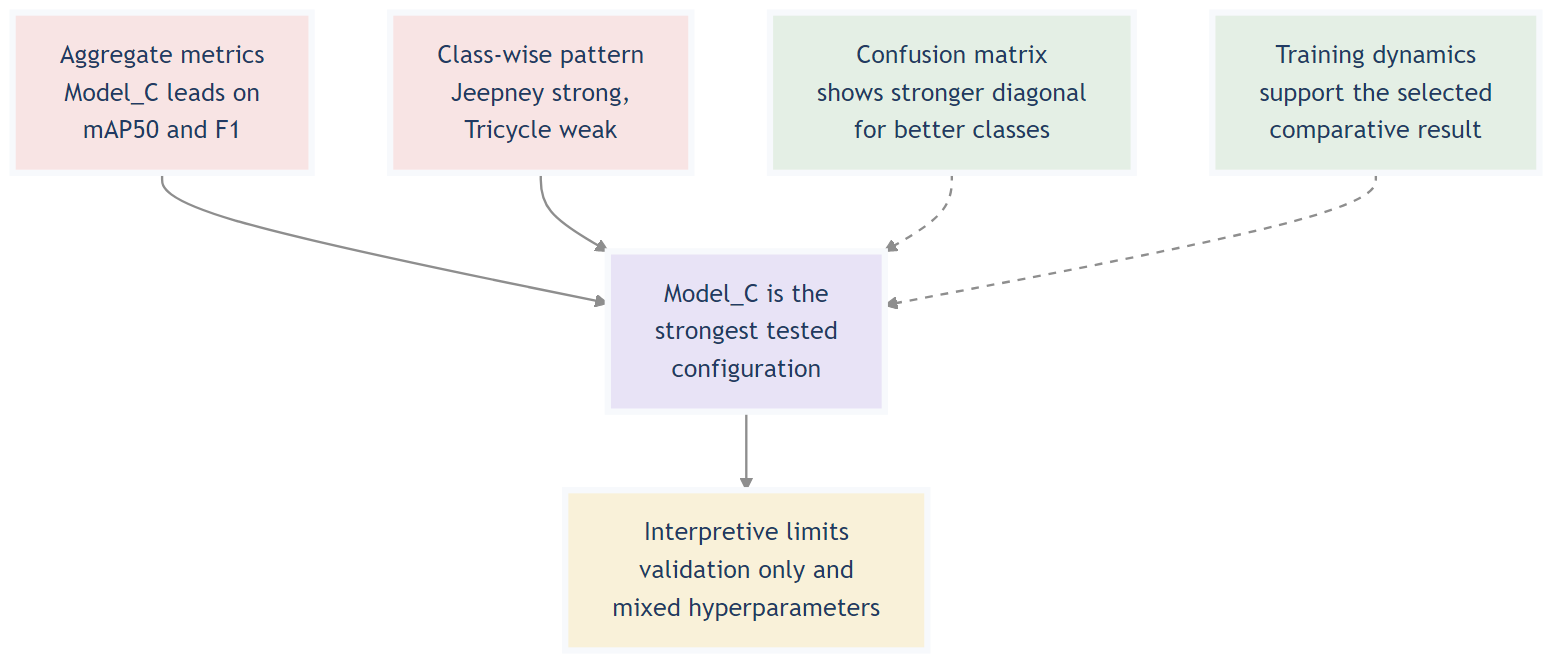 Aggregate metrics
Model_C leads on
mAP50 and F1
Class-wise pattern
Jeepney strong,
Tricycle weak
Confusion matrix
shows stronger diagonal
for better classes
Training dynamics
support the selected
comparative result
Model_C is the
strongest tested
configuration
Interpretive limits
validation only and
mixed hyperparameters